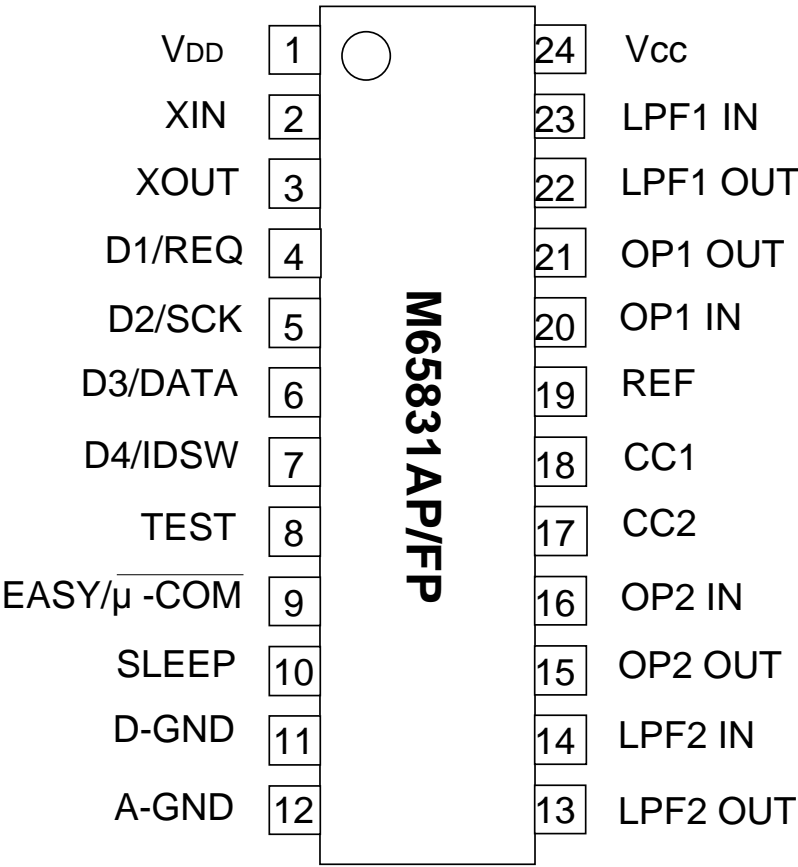 VDD 1 24 Vcc
XIN 2 23 LPF1 IN
XOUT 3 22 LPF1 OUT
D1/REQ 4 21 OP1 OUT
D2/SCK 5 20 OP1 IN
D3/DATA 6 19 REF
D4/IDSW 7 18 CC1
TEST 8 17 CC2
EASY/μ -COM 9 16 OP2 IN
SLEEP 10 15 OP2 OUT
D-GND 11 14 LPF2 IN
A-GND 12 13 LPF2 OUT
M65831AP/FP